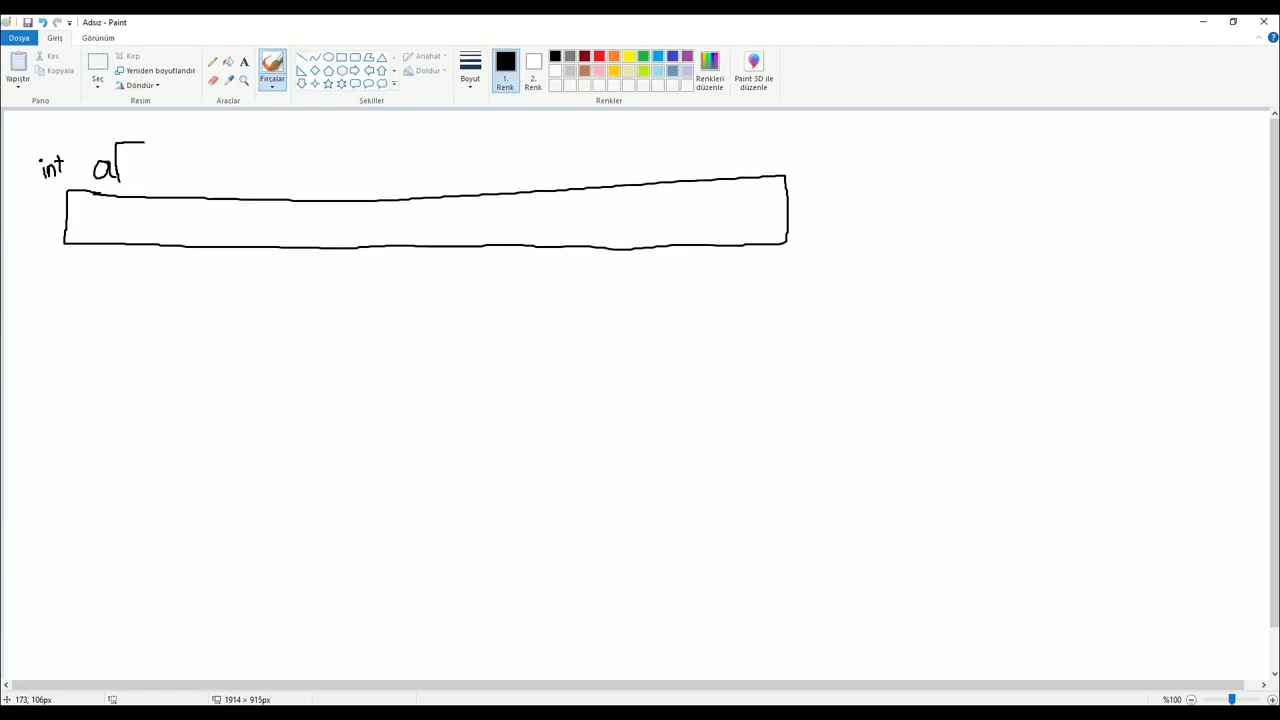 Adsız - Paint
Dosya Giriş Görünüm
Yapıştır Kes Kopyala Seç Kırp Yeniden boyutlandır Döndür A Fırçalar Anahat Doldur Boyut 1. Renk 2. Renk Renkleri düzenle Paint 3D ile düzenle
Pano Resim Araçlar Şekiller Renkler
int a[
173, 106px 1914 × 915px %100